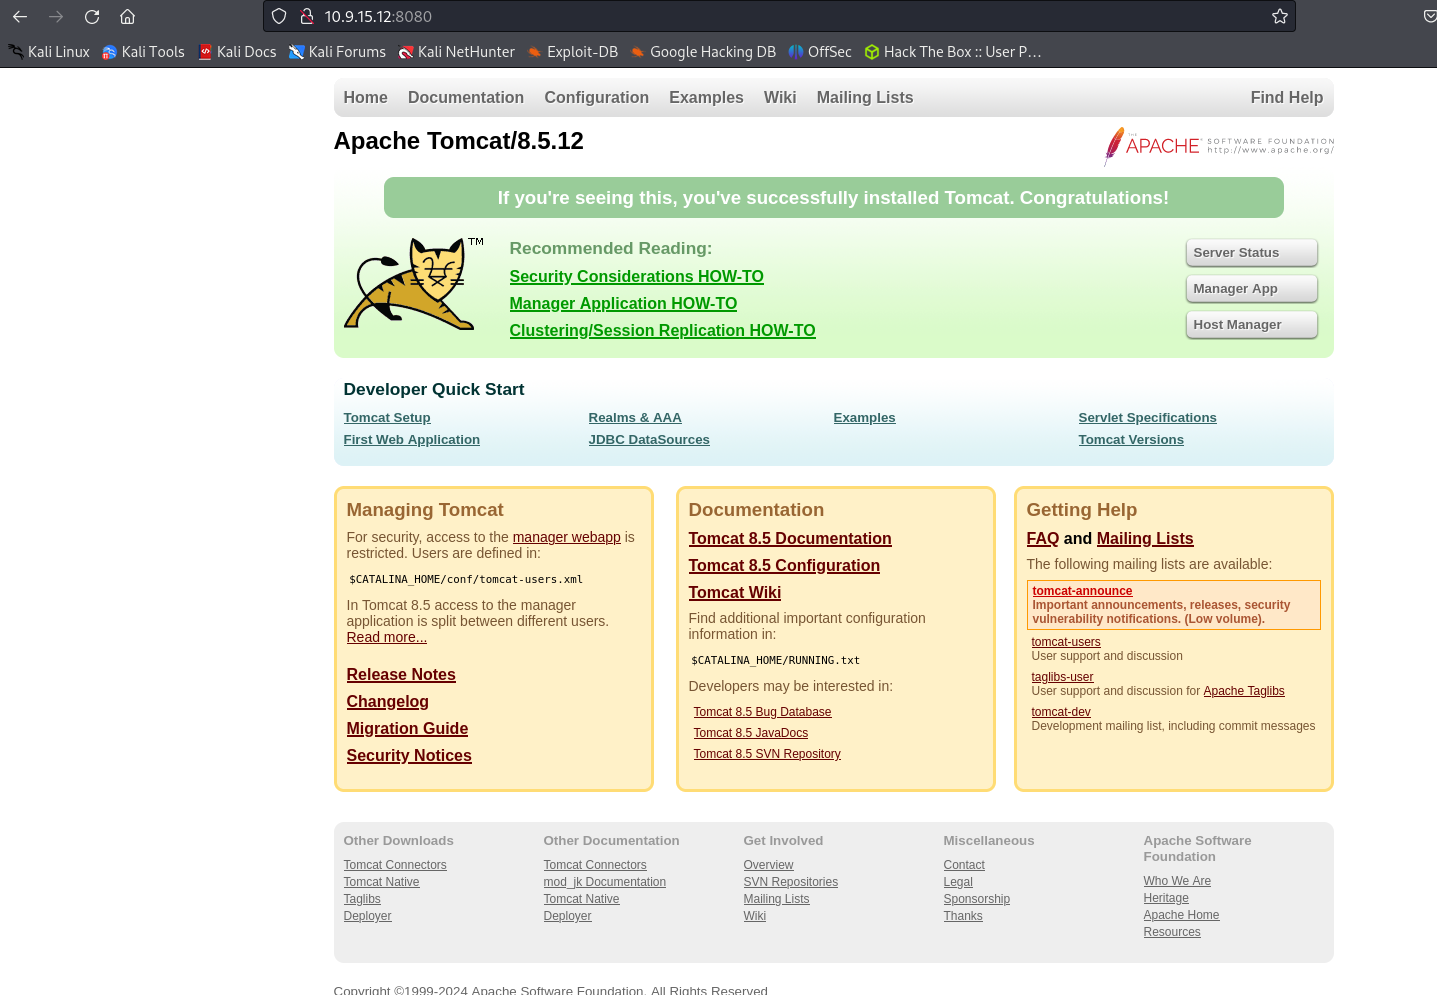 10.9.15.12:8080
Kali Linux Kali Tools Kali Docs Kali Forums Kali NetHunter Exploit-DB Google Hacking DB OffSec Hack The Box :: User P…
Home Documentation Configuration Examples Wiki Mailing Lists Find Help
Apache Tomcat/8.5.12
THE APACHE® SOFTWARE FOUNDATION
http://www.apache.org/
If you're seeing this, you've successfully installed Tomcat. Congratulations!
TM
Recommended Reading:
Security Considerations HOW-TO
Manager Application HOW-TO
Clustering/Session Replication HOW-TO
Server Status
Manager App
Host Manager
Developer Quick Start
Tomcat Setup
First Web Application
Realms & AAA
JDBC DataSources
Examples
Servlet Specifications
Tomcat Versions
Managing Tomcat
For security, access to the manager webapp is
restricted. Users are defined in:
$CATALINA_HOME/conf/tomcat-users.xml
In Tomcat 8.5 access to the manager
application is split between different users.
Read more...
Release Notes
Changelog
Migration Guide
Security Notices
Documentation
Tomcat 8.5 Documentation
Tomcat 8.5 Configuration
Tomcat Wiki
Find additional important configuration
information in:
$CATALINA_HOME/RUNNING.txt
Developers may be interested in:
Tomcat 8.5 Bug Database
Tomcat 8.5 JavaDocs
Tomcat 8.5 SVN Repository
Getting Help
FAQ and Mailing Lists
The following mailing lists are available:
tomcat-announce
Important announcements, releases, security
vulnerability notifications. (Low volume).
tomcat-users
User support and discussion
taglibs-user
User support and discussion for Apache Taglibs
tomcat-dev
Development mailing list, including commit messages
Other Downloads
Tomcat Connectors
Tomcat Native
Taglibs
Deployer
Other Documentation
Tomcat Connectors
mod_jk Documentation
Tomcat Native
Deployer
Get Involved
Overview
SVN Repositories
Mailing Lists
Wiki
Miscellaneous
Contact
Legal
Sponsorship
Thanks
Apache Software
Foundation
Who We Are
Heritage
Apache Home
Resources
Copyright ©1999-2024 Apache Software Foundation. All Rights Reserved